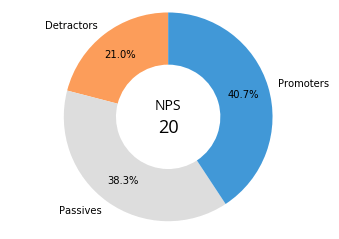 Detractors
21.0%
Promoters
40.7%
NPS
20
38.3%
Passives